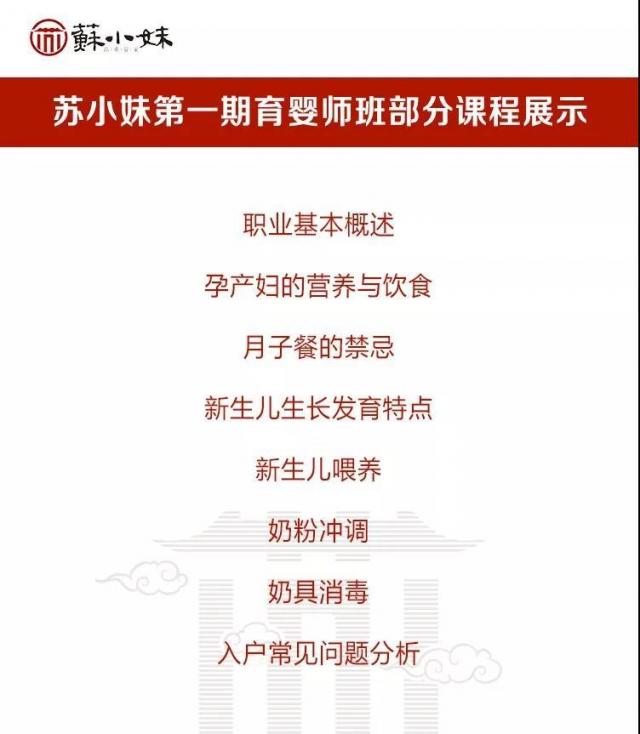 蘇小妹
苏小妹第一期育婴师班部分课程展示
职业基本概述
孕产妇的营养与饮食
月子餐的禁忌
新生儿生长发育特点
新生儿喂养
奶粉冲调
奶具消毒
入户常见问题分析